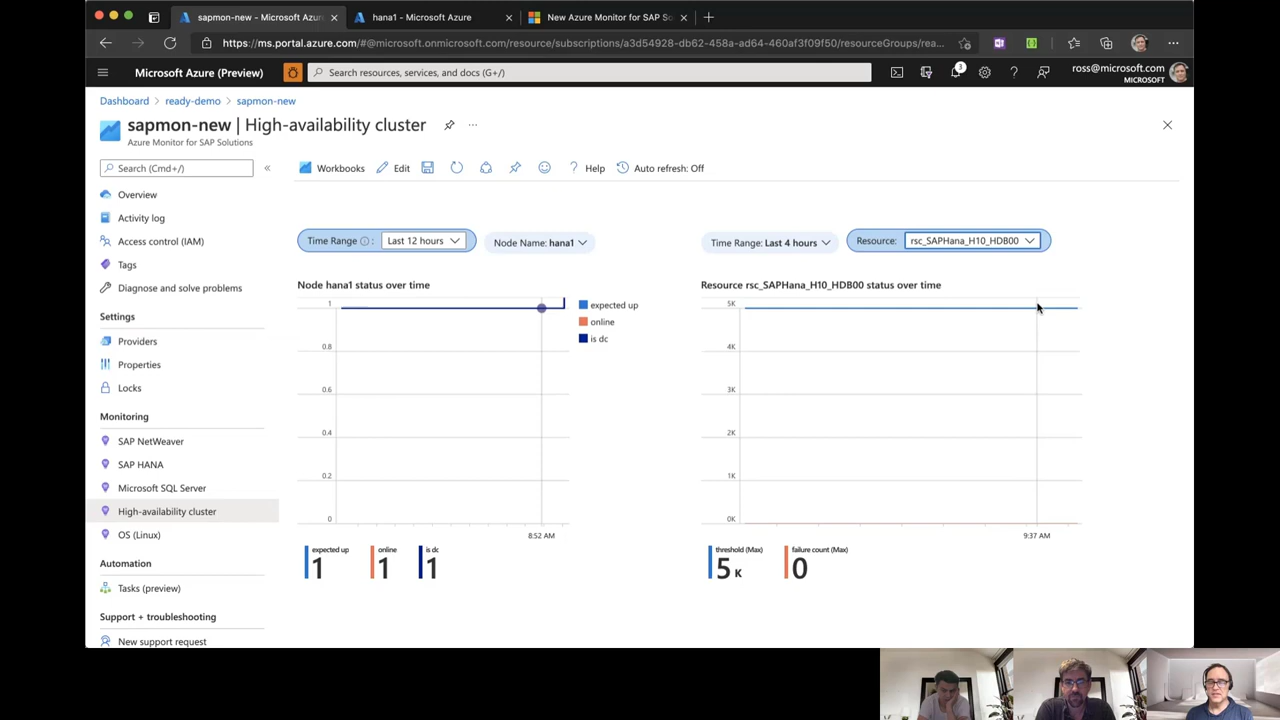 sapmon-new - Microsoft Azur
hana1 - Microsoft Azure
New Azure Monitor for SAP So
https://ms.portal.azure.com/#@microsoft.onmicrosoft.com/resource/subscriptions/a3d54928-db62-458a-ad64-460af3f09f50/resourceGroups/rea...
Microsoft Azure (Preview)
Search resources, services, and docs (G+/)
3
ross@microsoft.com
MICROSOFT
Dashboard > ready-demo > sapmon-new
sapmon-new | High-availability cluster
Azure Monitor for SAP Solutions
Search (Cmd+/)
Overview
Activity log
Access control (IAM)
Tags
Diagnose and solve problems
Settings
Providers
Properties
Locks
Monitoring
SAP NetWeaver
SAP HANA
Microsoft SQL Server
High-availability cluster
OS (Linux)
Automation
Tasks (preview)
Support + troubleshooting
New support request
Workbooks
Edit
Help
Auto refresh: Off
Time Range : Last 12 hours
Node Name: hana1
Node hana1 status over time
1
0.8
0.6
0.4
0.2
0
8:52 AM
expected up
online
is dc
expected up
1
online
1
is dc
1
Time Range: Last 4 hours
Resource: rsc_SAPHana_H10_HDB00
Resource rsc_SAPHana_H10_HDB00 status over time
5K
4K
3K
2K
1K
0K
9:37 AM
threshold (Max)
5 K
failure count (Max)
0